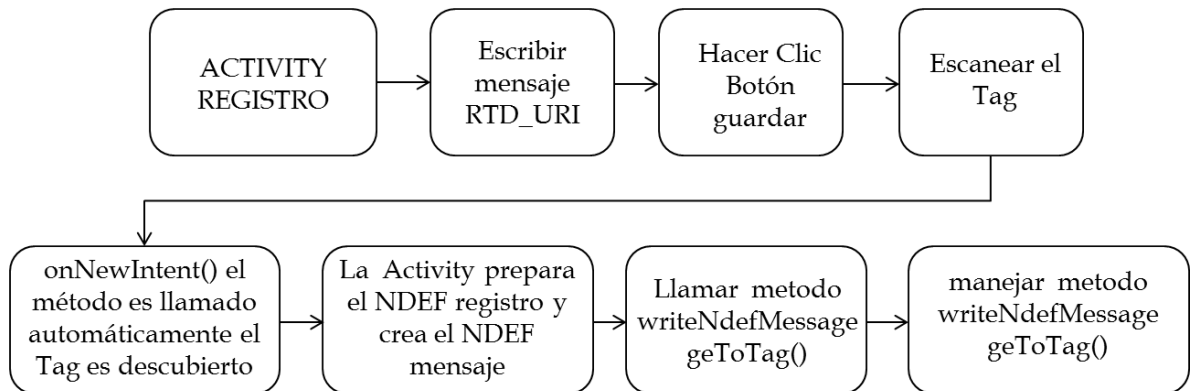 ACTIVITY
REGISTRO
Escribir
mensaje
RTD_URI
Hacer Clic
Botón
guardar
Escanear el
Tag
onNewIntent() el
método es llamado
automáticamente el
Tag es descubierto
La Activity prepara
el NDEF registro y
crea el NDEF
mensaje
Llamar metodo
writeNdefMessage
geToTag()
manejar metodo
writeNdefMessage
geToTag()